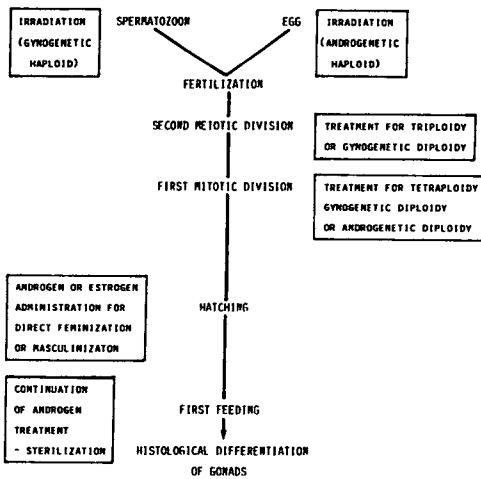 IRRADIATION
(GYNOGENETIC
HAPLOID)
SPERMATOZOON
EGG
IRRADIATION
(ANDROGENETIC
HAPLOID)
FERTILIZATION
SECOND MEIOTIC DIVISION
TREATMENT FOR TRIPLOIDY
OR GYNOGENETIC DIPLOIDY
FIRST MITOTIC DIVISION
TREATMENT FOR TETRAPLOIDY
GYNOGENETIC DIPLOIDY
OR ANDROGENETIC DIPLOIDY
ANDROGEN OR ESTROGEN
ADMINISTRATION FOR
DIRECT FEMINIZATION
OR MASCULINIZATON
HATCHING
CONTINUATION
OF ANDROGEN
TREATMENT
- STERILIZATION
FIRST FEEDING
HISTOLOGICAL DIFFERENTIATION
OF GONADS